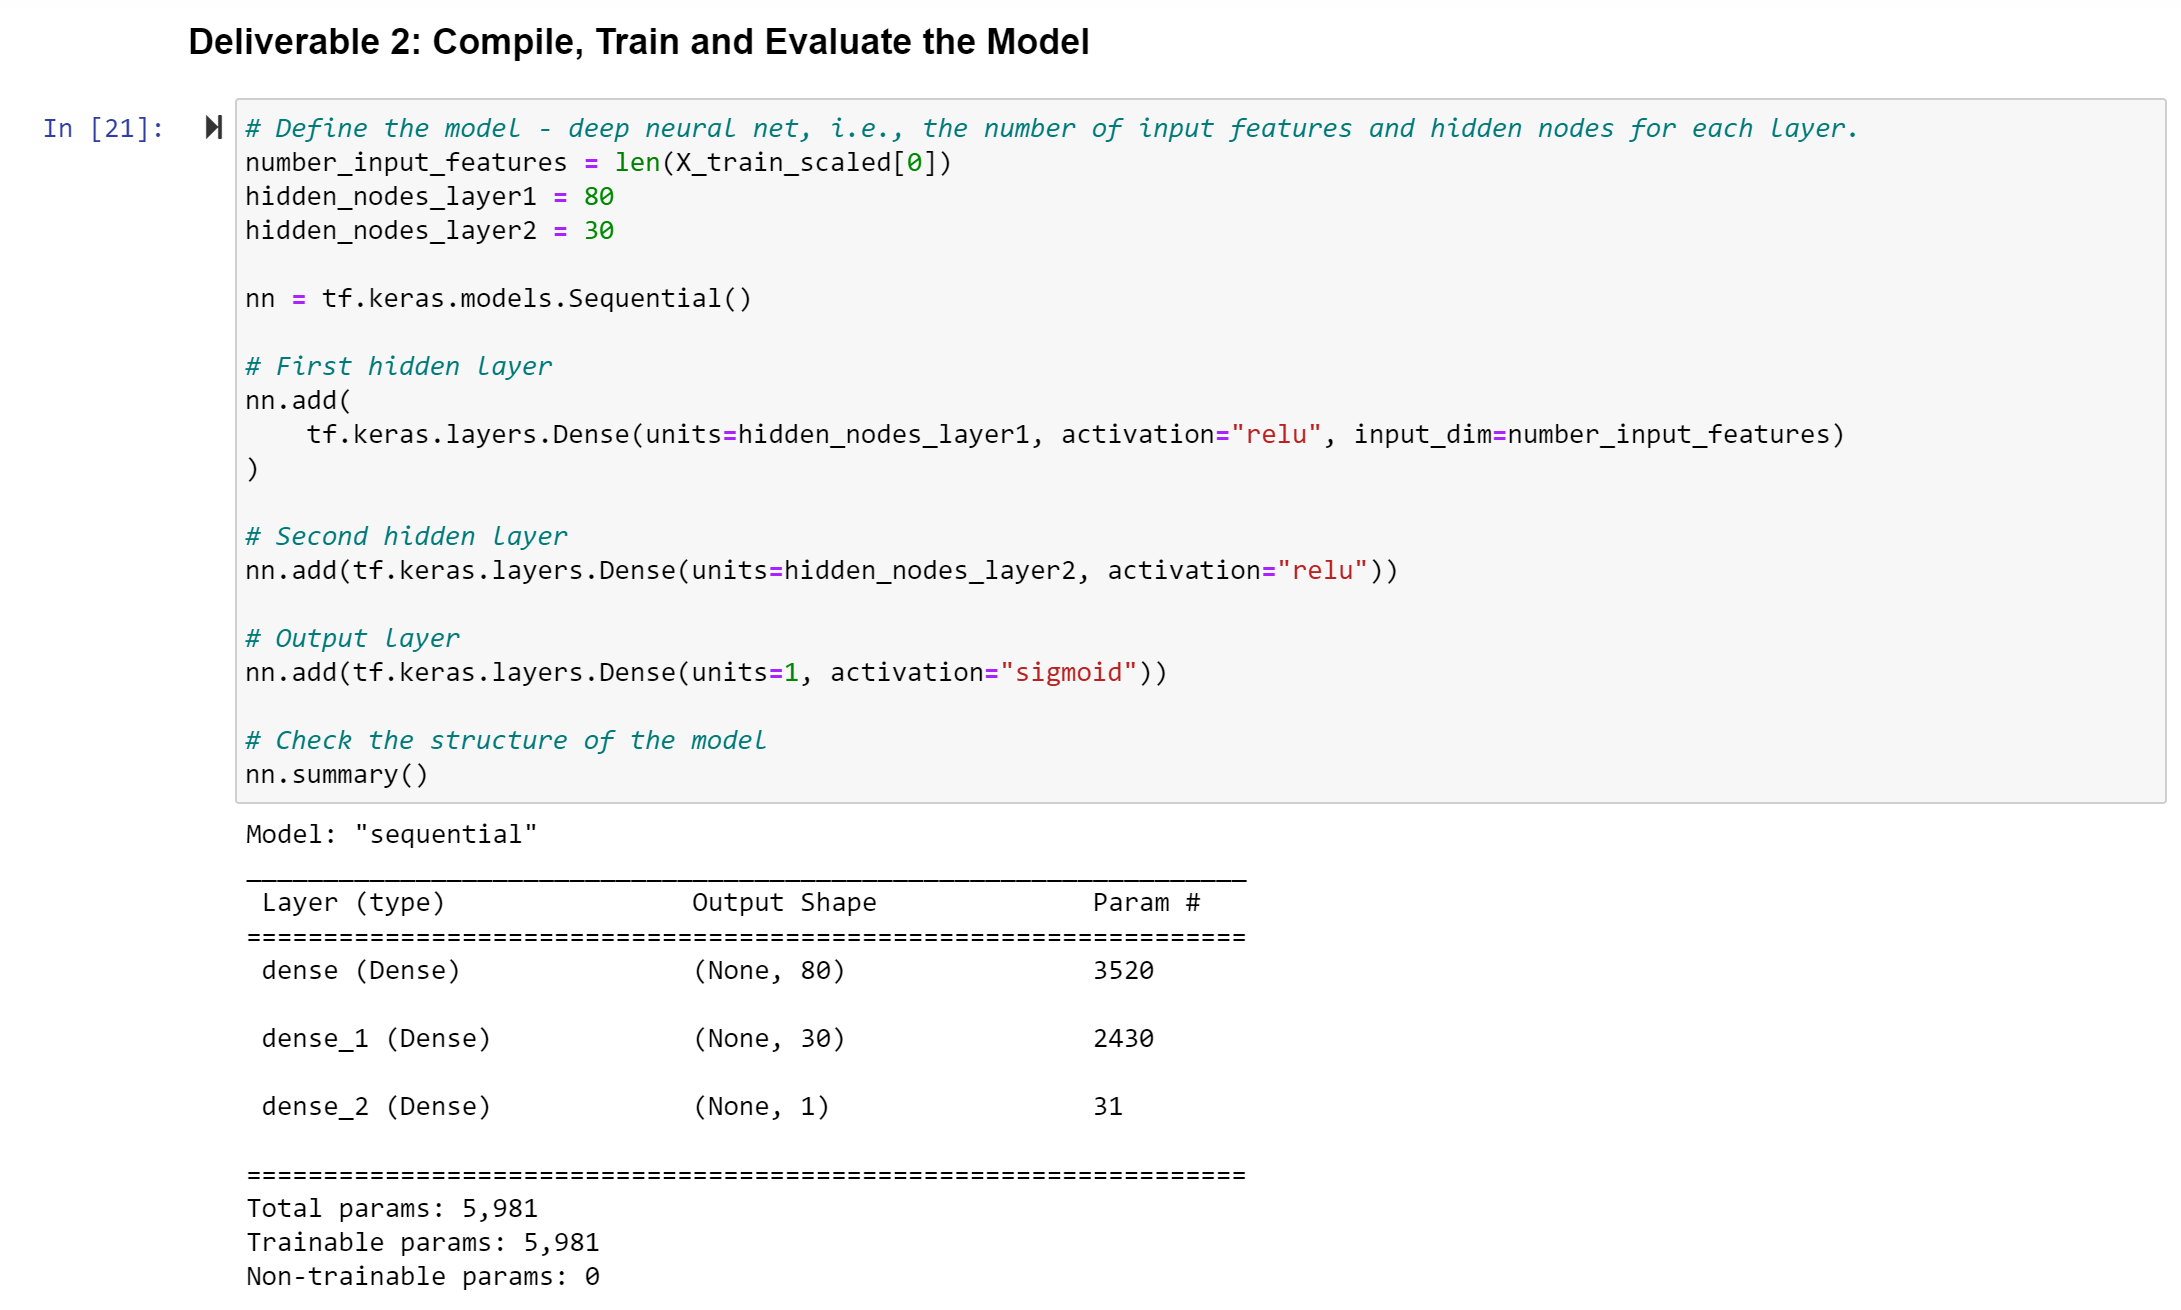 Deliverable 2: Compile, Train and Evaluate the Model
In [21]:
# Define the model - deep neural net, i.e., the number of input features and hidden nodes for each layer.
number_input_features = len(X_train_scaled[0])
hidden_nodes_layer1 = 80
hidden_nodes_layer2 = 30
nn = tf.keras.models.Sequential()
# First hidden layer
nn.add(
    tf.keras.layers.Dense(units=hidden_nodes_layer1, activation="relu", input_dim=number_input_features)
)
# Second hidden layer
nn.add(tf.keras.layers.Dense(units=hidden_nodes_layer2, activation="relu"))
# Output layer
nn.add(tf.keras.layers.Dense(units=1, activation="sigmoid"))
# Check the structure of the model
nn.summary()
Model: "sequential"
_________________________________________________________________
Layer (type) Output Shape Param #
=================================================================
dense (Dense) (None, 80) 3520
dense_1 (Dense) (None, 30) 2430
dense_2 (Dense) (None, 1) 31
=================================================================
Total params: 5,981
Trainable params: 5,981
Non-trainable params: 0